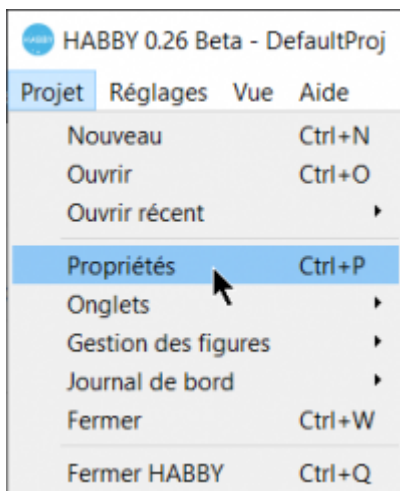 HABBY HABBY 0.26 Beta - DefaultProj
Projet Réglages Vue Aide
Nouveau Ctrl+N
Ouvrir Ctrl+O
Ouvrir récent
Propriétés Ctrl+P
Onglets
Gestion des figures
Journal de bord
Fermer Ctrl+W
Fermer HABBY Ctrl+Q